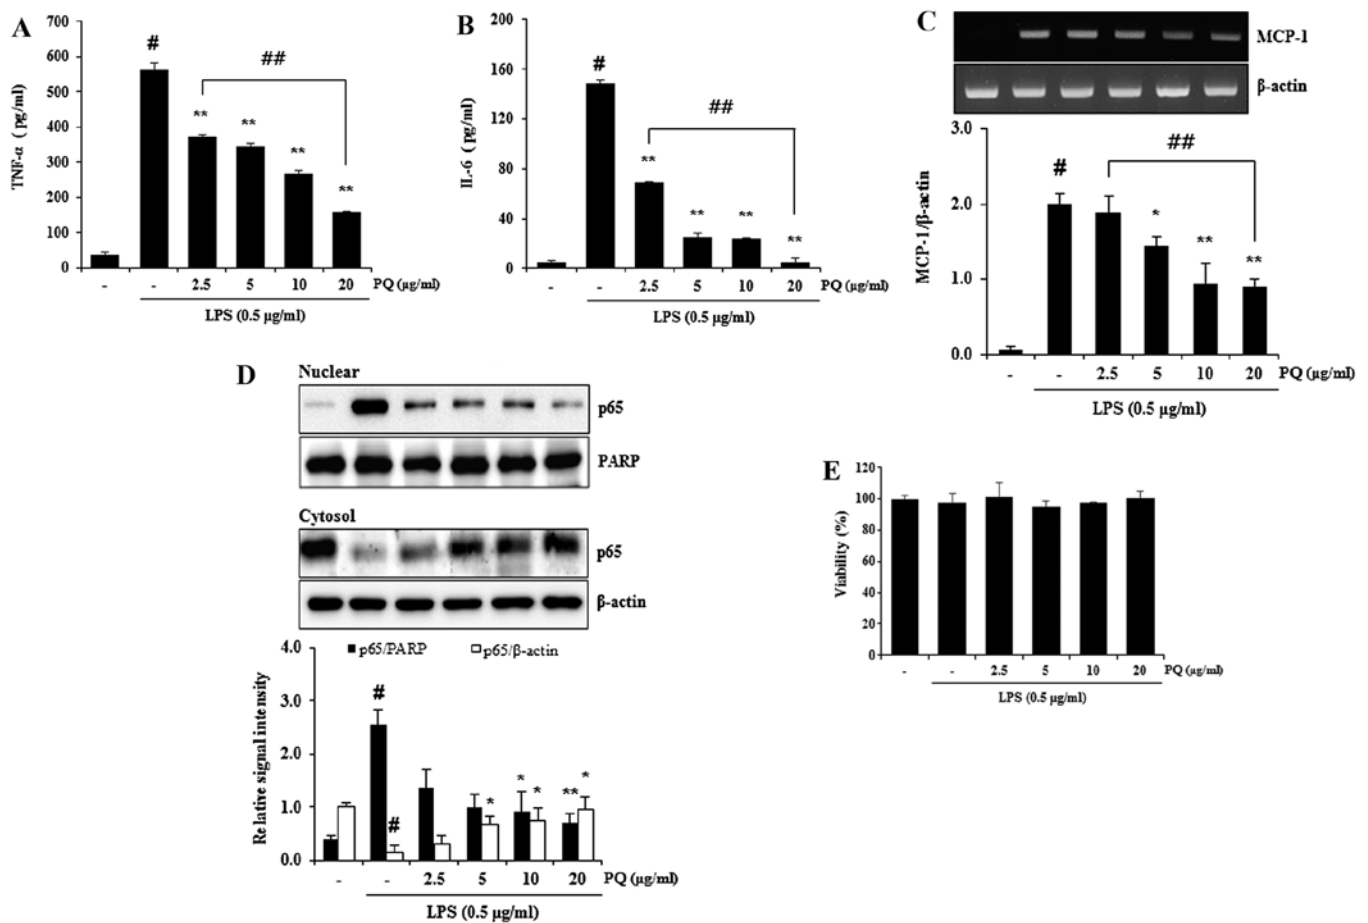 A
TNF-α ( pg/ml)
700
600
500
400
300
200
100
0
#
##
** ** ** **
- - 2.5 5 10 20 PQ (µg/ml)
LPS (0.5 µg/ml)
B
IL-6 ( pg/ml)
200
160
120
80
40
0
#
##
** ** ** **
- - 2.5 5 10 20 PQ (µg/ml)
LPS (0.5 µg/ml)
C
MCP-1
β-actin
MCP-1/β-actin
3.0
2.0
1.0
0.0
#
##
* ** **
- - 2.5 5 10 20 PQ (µg/ml)
LPS (0.5 µg/ml)
D
Nuclear
p65
PARP
Cytosol
p65
β-actin
p65/PARP p65/β-actin
Relative signal intensity
4.0
3.0
2.0
1.0
0.0
# # * * * ** *
- - 2.5 5 10 20 PQ (µg/ml)
LPS (0.5 µg/ml)
E
Viability (%)
120
100
80
60
40
20
0
- - 2.5 5 10 20 PQ (µg/ml)
LPS (0.5 µg/ml)